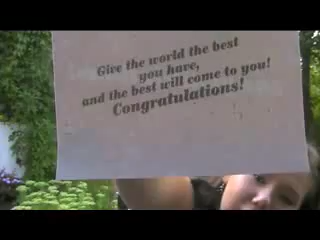 Give the world the best
you have,
and the best will come to you!
Congratulations!